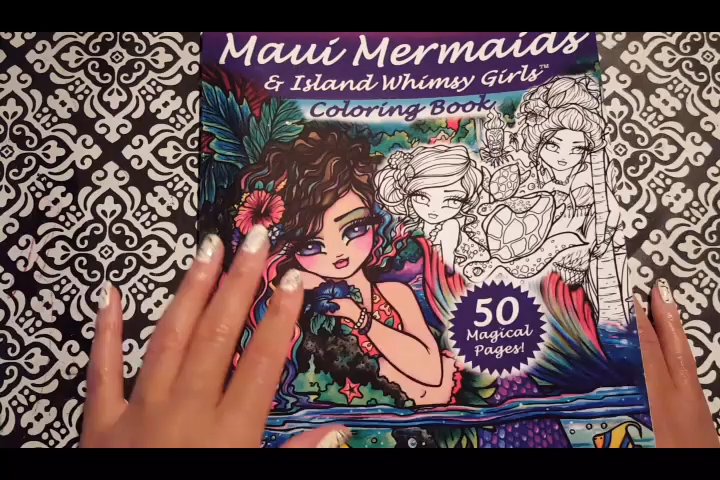 Maui Mermaids
& Island Whimsy Girls™
Coloring Book
50
Magical
Pages!